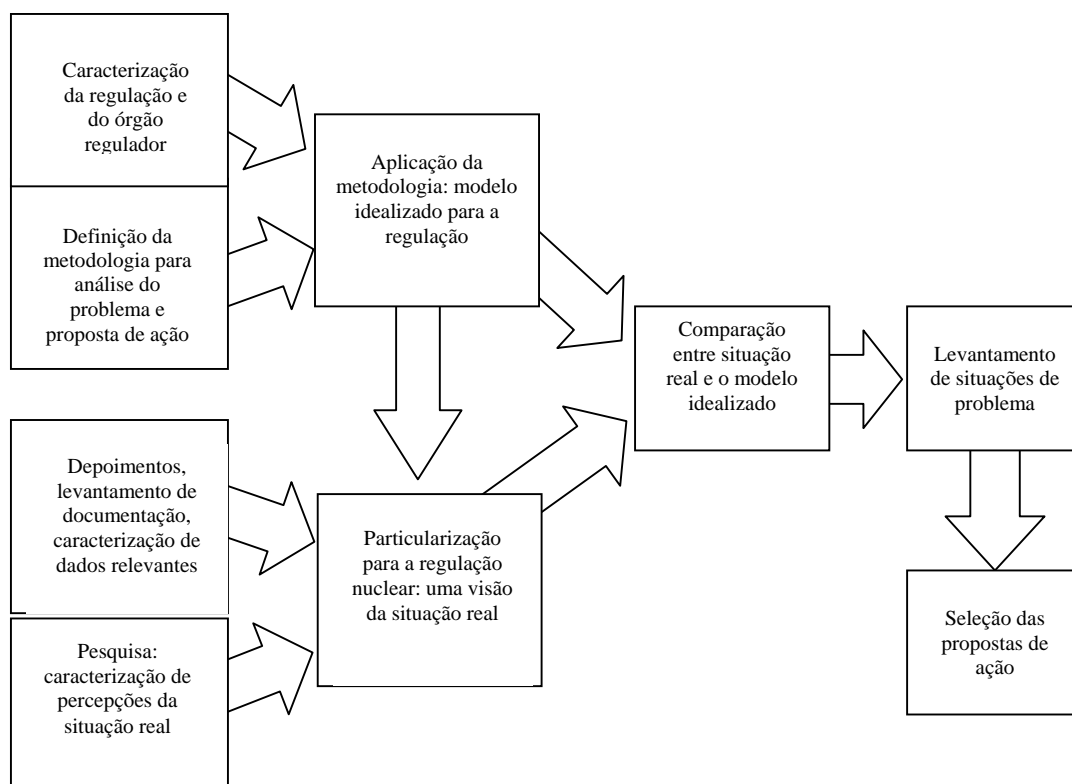 Caracterização
da regulação e
do órgão
regulador
Definição da
metodologia para
análise do
problema e
proposta de ação
Aplicação da
metodologia: modelo
idealizado para a
regulação
Depoimentos,
levantamento de
documentação,
caracterização de
dados relevantes
Pesquisa:
caracterização de
percepções da
situação real
Particularização
para a regulação
nuclear: uma visão
da situação real
Comparação
entre situação
real e o modelo
idealizado
Levantamento
de situações de
problema
Seleção das
propostas de
ação